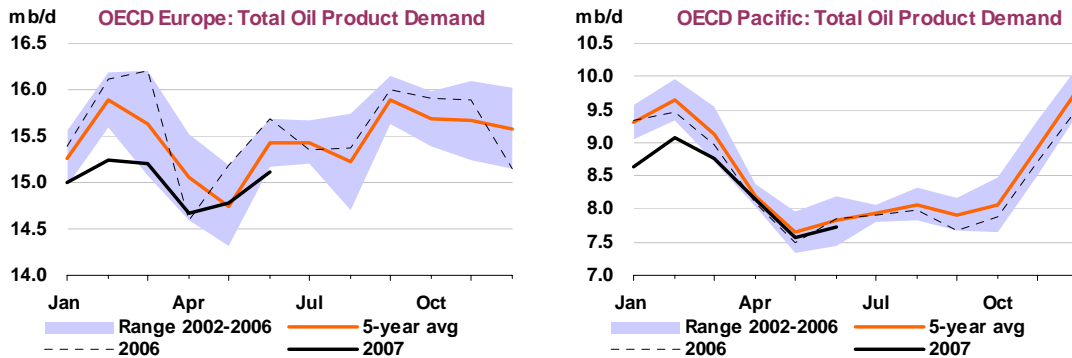 mb/d OECD Europe: Total Oil Product Demand
16.5
16.0
15.5
15.0
14.5
14.0
Jan Apr Jul Oct
Range 2002-2006 5-year avg
2006 2007
mb/d OECD Pacific: Total Oil Product Demand
10.5
10.0
9.5
9.0
8.5
8.0
7.5
7.0
Jan Apr Jul Oct
Range 2002-2006 5-year avg
2006 2007